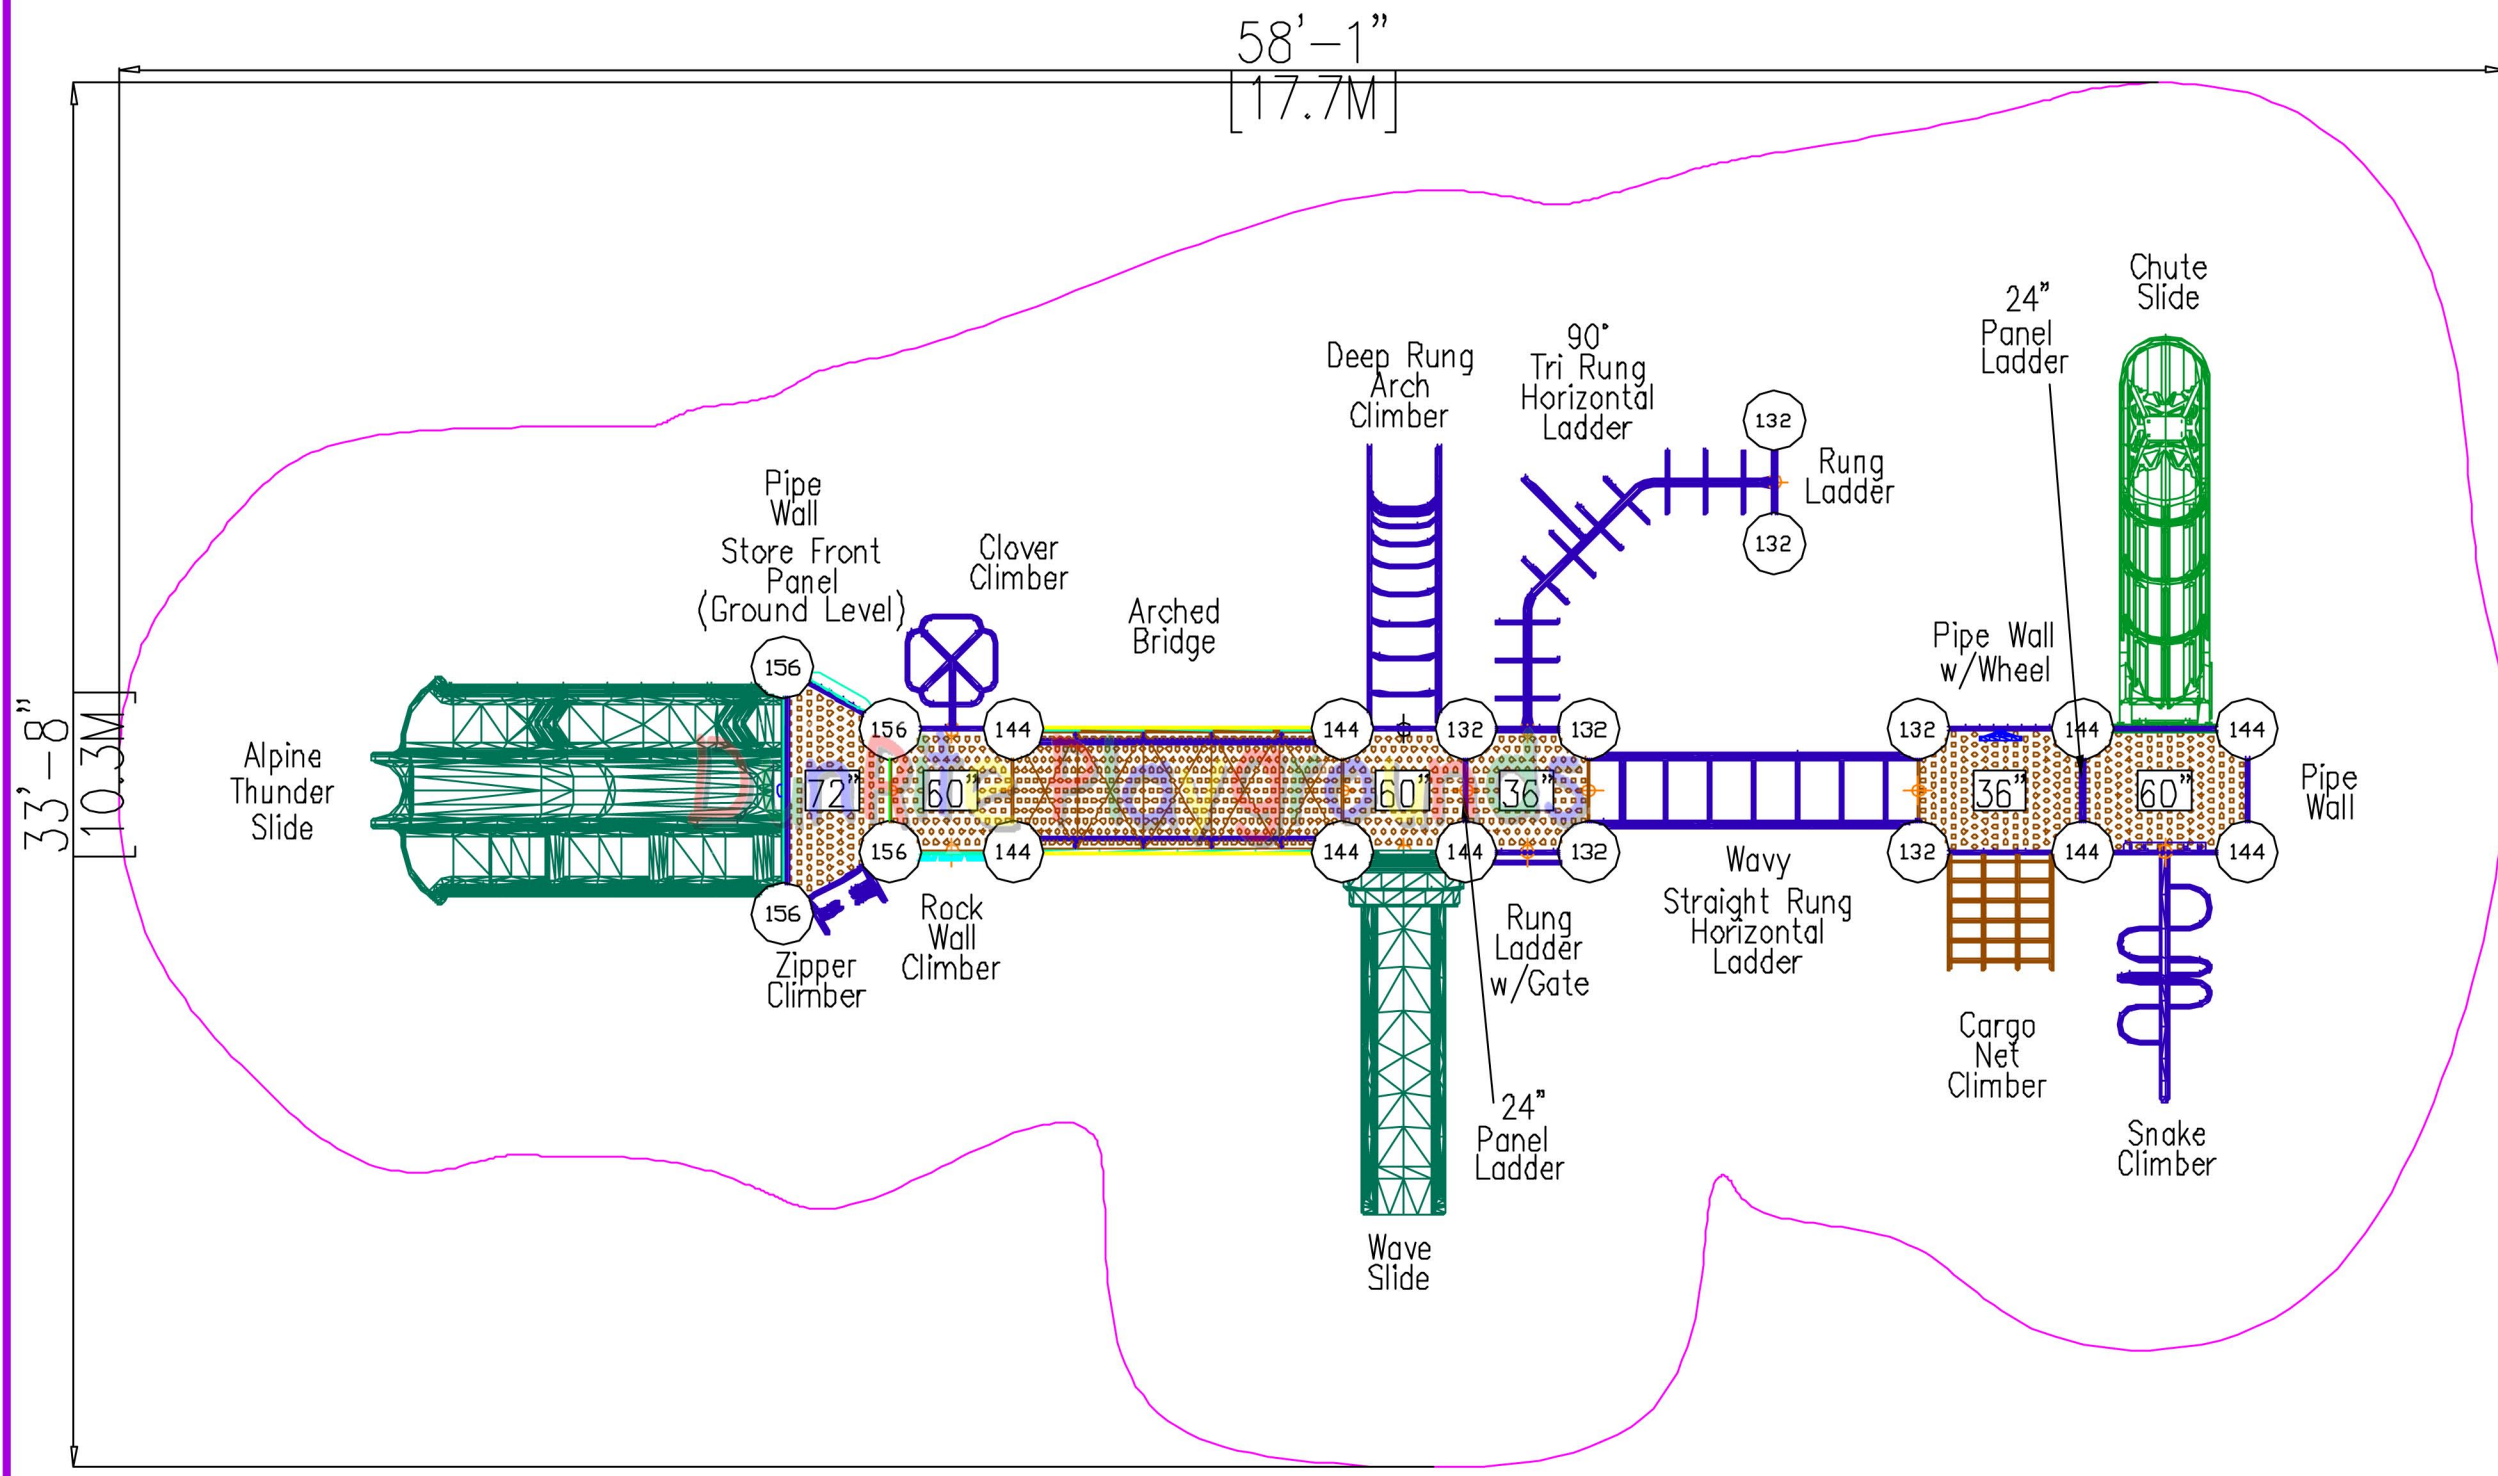 58'-1"
[17.7M]
33'-8"
[10.3M]
Chute
Slide
24"
Panel
Ladder
90°
Tri Rung
Horizontal
Ladder
Deep Rung
Arch
Climber
132
Rung
Ladder
132
Pipe
Wall
Store Front
Panel
(Ground Level)
Clover
Climber
Arched
Bridge
Pipe Wall
w/Wheel
156
156
144
144
132
132
132
144
144
Alpine
Thunder
Slide
72"
60"
60"
36"
36"
60"
Pipe
Wall
156
144
144
144
132
132
144
144
156
Zipper
Climber
Rock
Wall
Climber
Rung
Ladder
w/Gate
Wavy
Straight Rung
Horizontal
Ladder
Cargo
Net
Climber
24"
Panel
Ladder
Snake
Climber
Wave
Slide